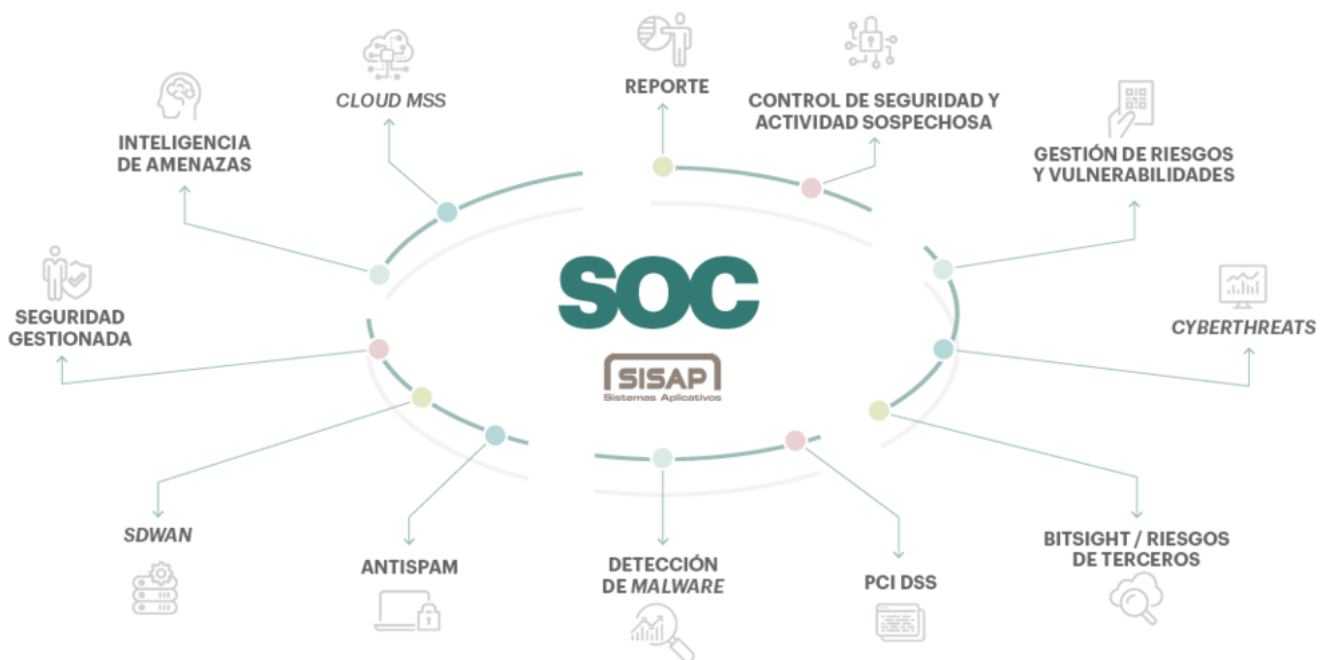 REPORTE
CLOUD MSS
CONTROL DE SEGURIDAD Y
ACTIVIDAD SOSPECHOSA
INTELIGENCIA
DE AMENAZAS
GESTIÓN DE RIESGOS
Y VULNERABILIDADES
SOC
SEGURIDAD
GESTIONADA
CYBERTHREATS
SISAP
Sistemas Aplicativos
SDWAN
ANTISPAM
DETECCIÓN
DE MALWARE
PCI DSS
BITSIGHT / RIESGOS
DE TERCEROS